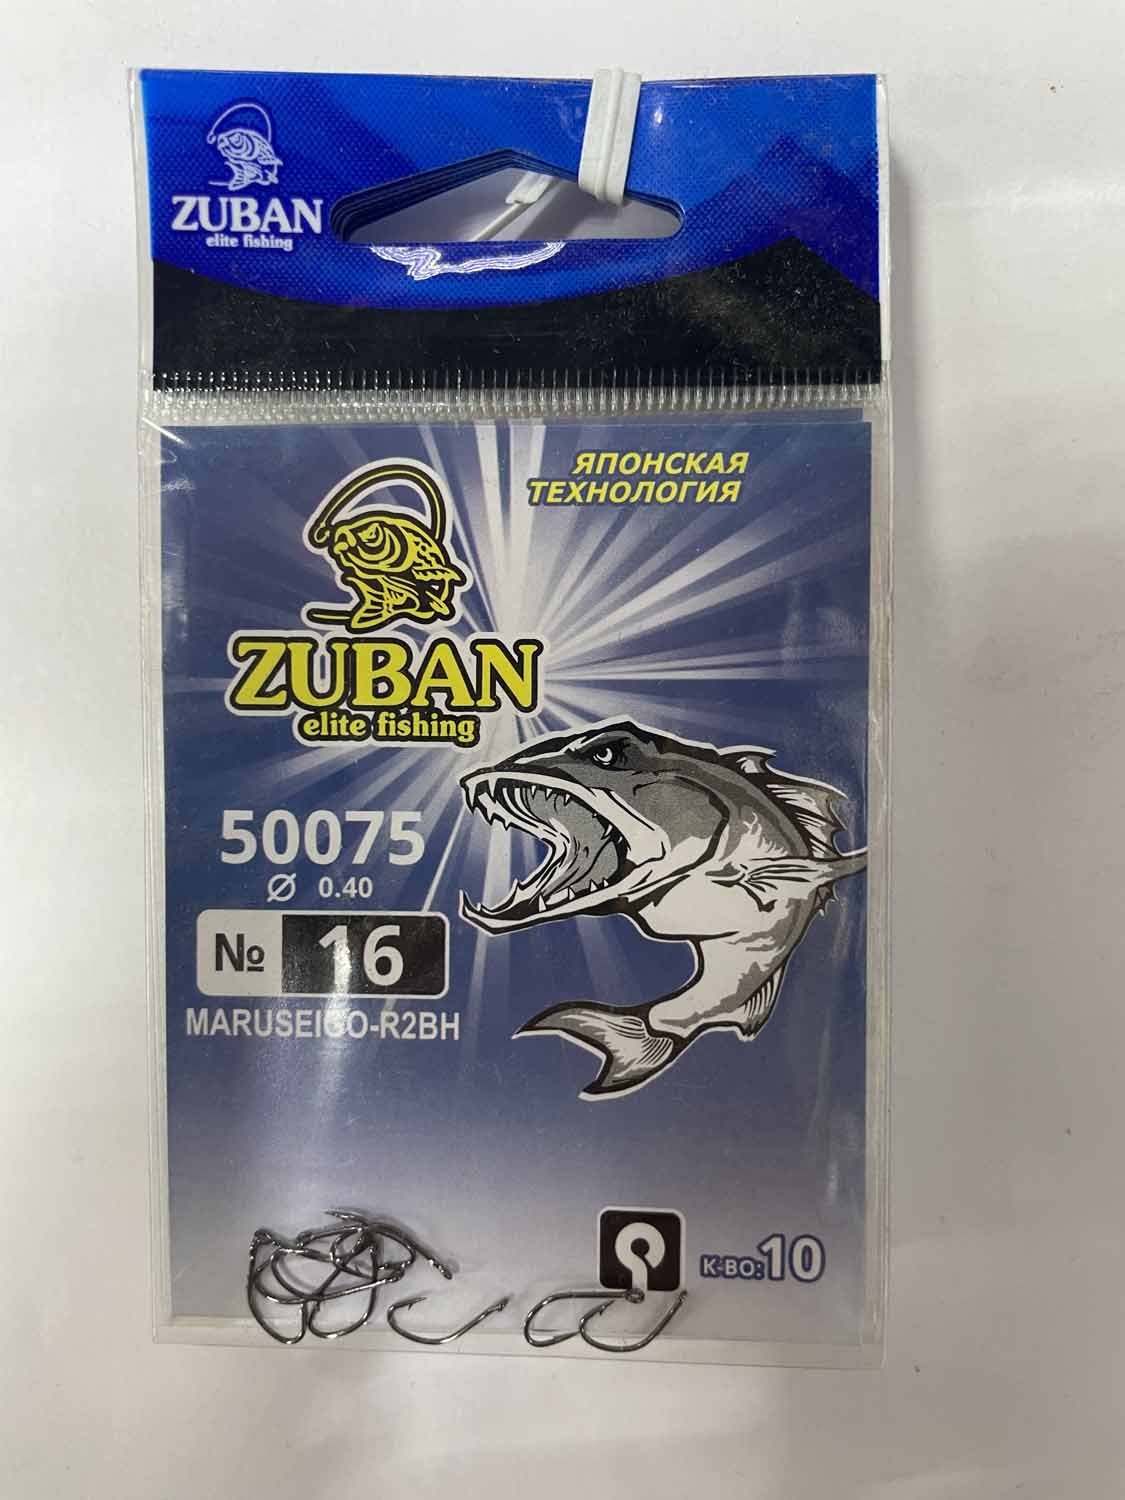 ZUBAN
elite fishing
ЯПОНСКАЯ
ТЕХНОЛОГИЯ
ZUBAN
elite fishing
50075
Ø 0.40
№ 16
MARUSEIGO-R2BH
К-ВО:10